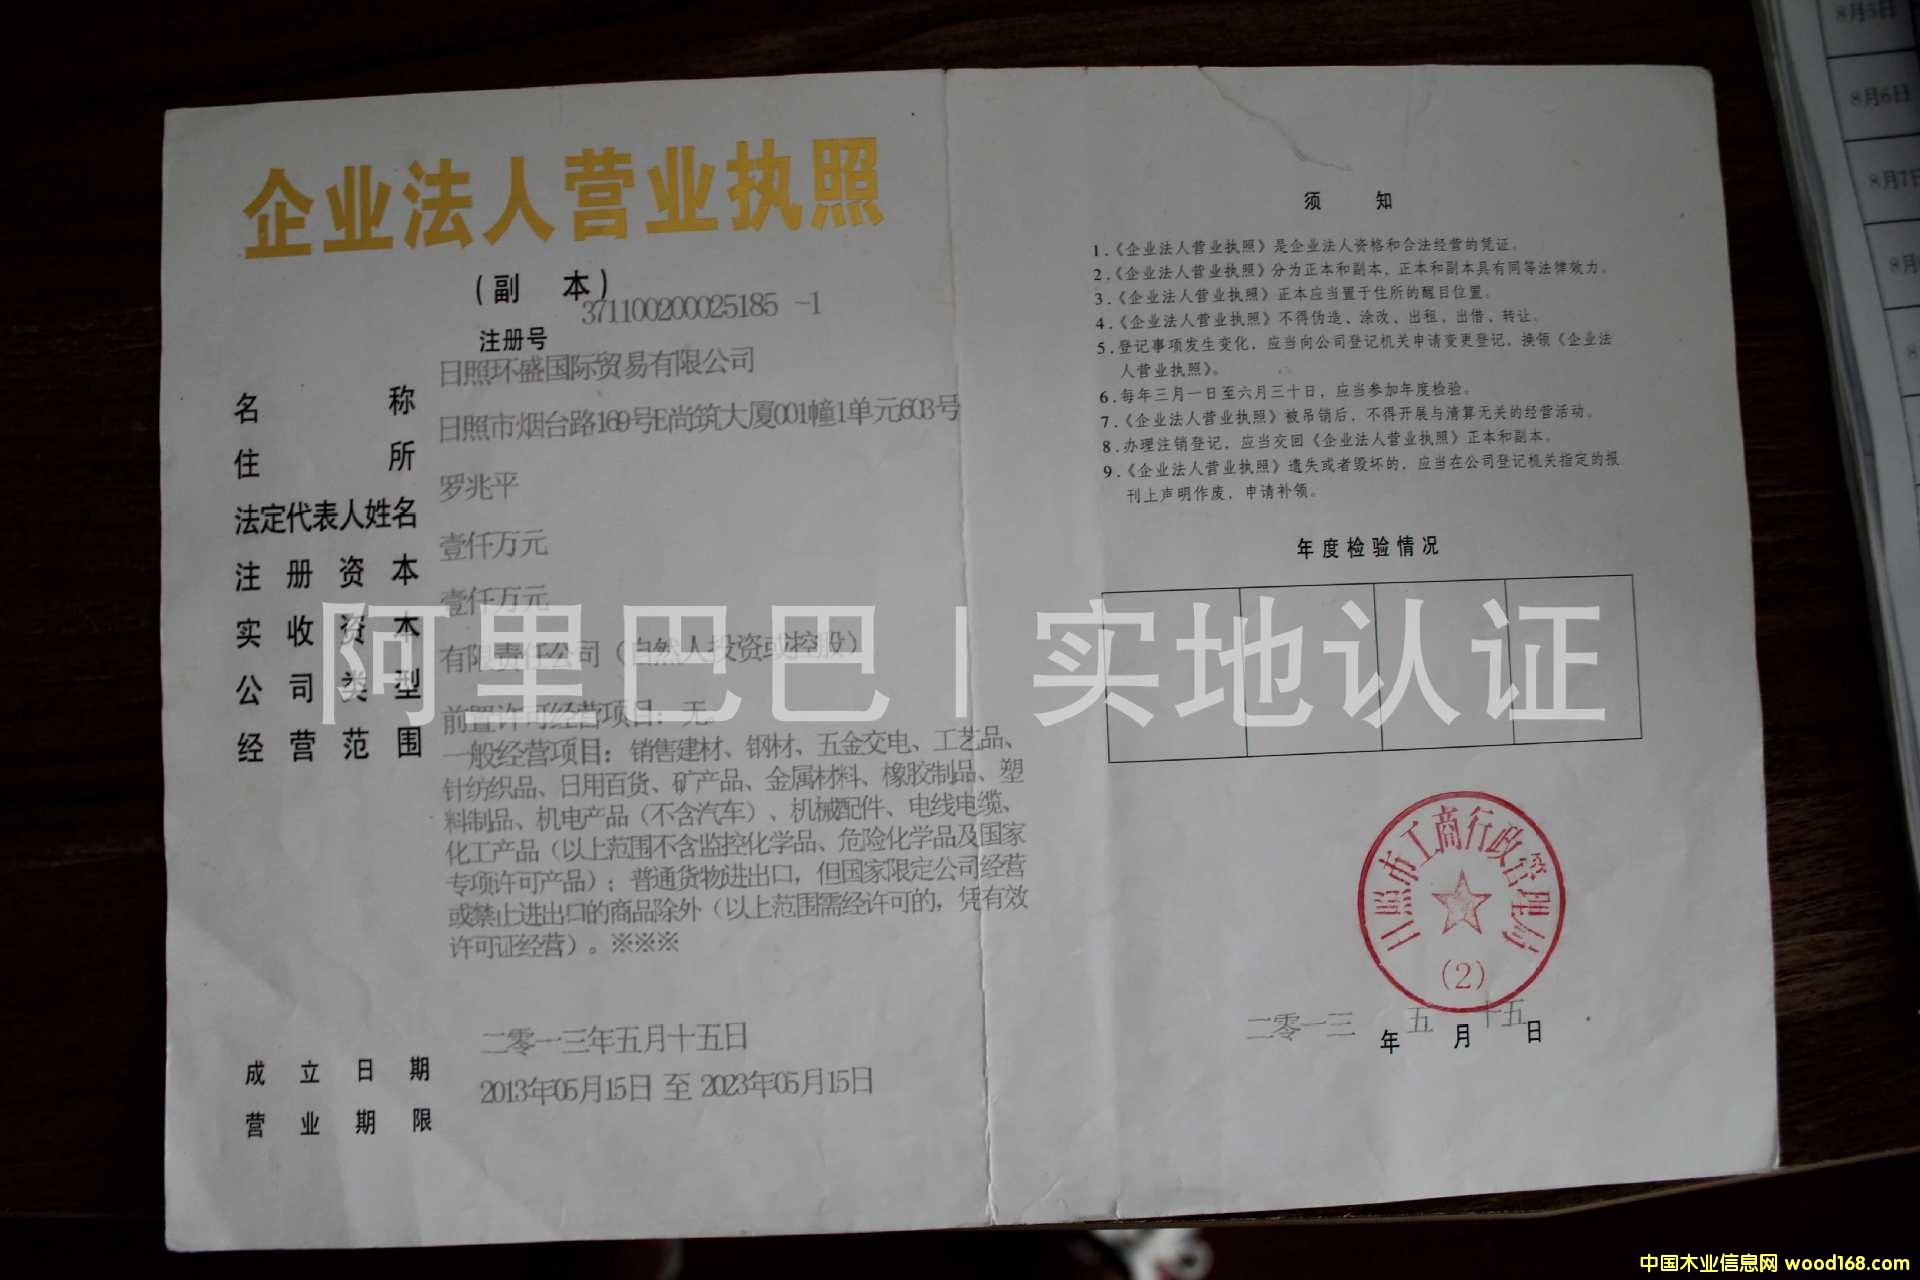 企业法人营业执照
(副 本)
371100200025185 -1
注册号
名 称 日照环盛国际贸易有限公司
住 所 日照市烟台路169号E尚筑大厦001幢1单元603号
法定代表人姓名 罗兆平
注册资本 壹仟万元
实收资本 壹仟万元
公司类型 有限责任公司（自然人投资或控股）
经营范围 前置许可经营项目：无。
一般经营项目：销售建材、钢材、五金交电、工艺品、
针纺织品、日用百货、矿产品、金属材料、橡胶制品、塑
料制品、机电产品（不含汽车）、机械配件、电线电缆、
化工产品（以上范围不含监控化学品、危险化学品及国家
专项许可产品）；普通货物进出口，但国家限定公司经营
或禁止进出口的商品除外（以上范围需经许可的，凭有效
许可证经营）。※※※
成立日期 二零一三年五月十五日
营业期限 2013年05月15日 至 2023年05月15日
须 知
1.《企业法人营业执照》是企业法人资格和合法经营的凭证。
2.《企业法人营业执照》分为正本和副本，正本和副本具有同等法律效力。
3.《企业法人营业执照》正本应当置于住所的醒目位置。
4.《企业法人营业执照》不得伪造、涂改、出租、出借、转让。
5.登记事项发生变化，应当向公司登记机关申请变更登记，换领《企业法
人营业执照》。
6.每年三月一日至六月三十日，应当参加年度检验。
7.《企业法人营业执照》被吊销后，不得开展与清算无关的经营活动。
8.办理注销登记，应当交回《企业法人营业执照》正本和副本。
9.《企业法人营业执照》遗失或者毁坏的，应当在公司登记机关指定的报
刊上声明作废，申请补领。
年度检验情况
阿里巴巴 | 实地认证
日照市工商行政管理局
(2)
二零一三 年 五 月 十五 日
8月5日
8月6日
8月7日
中国木业信息网 wood168.com